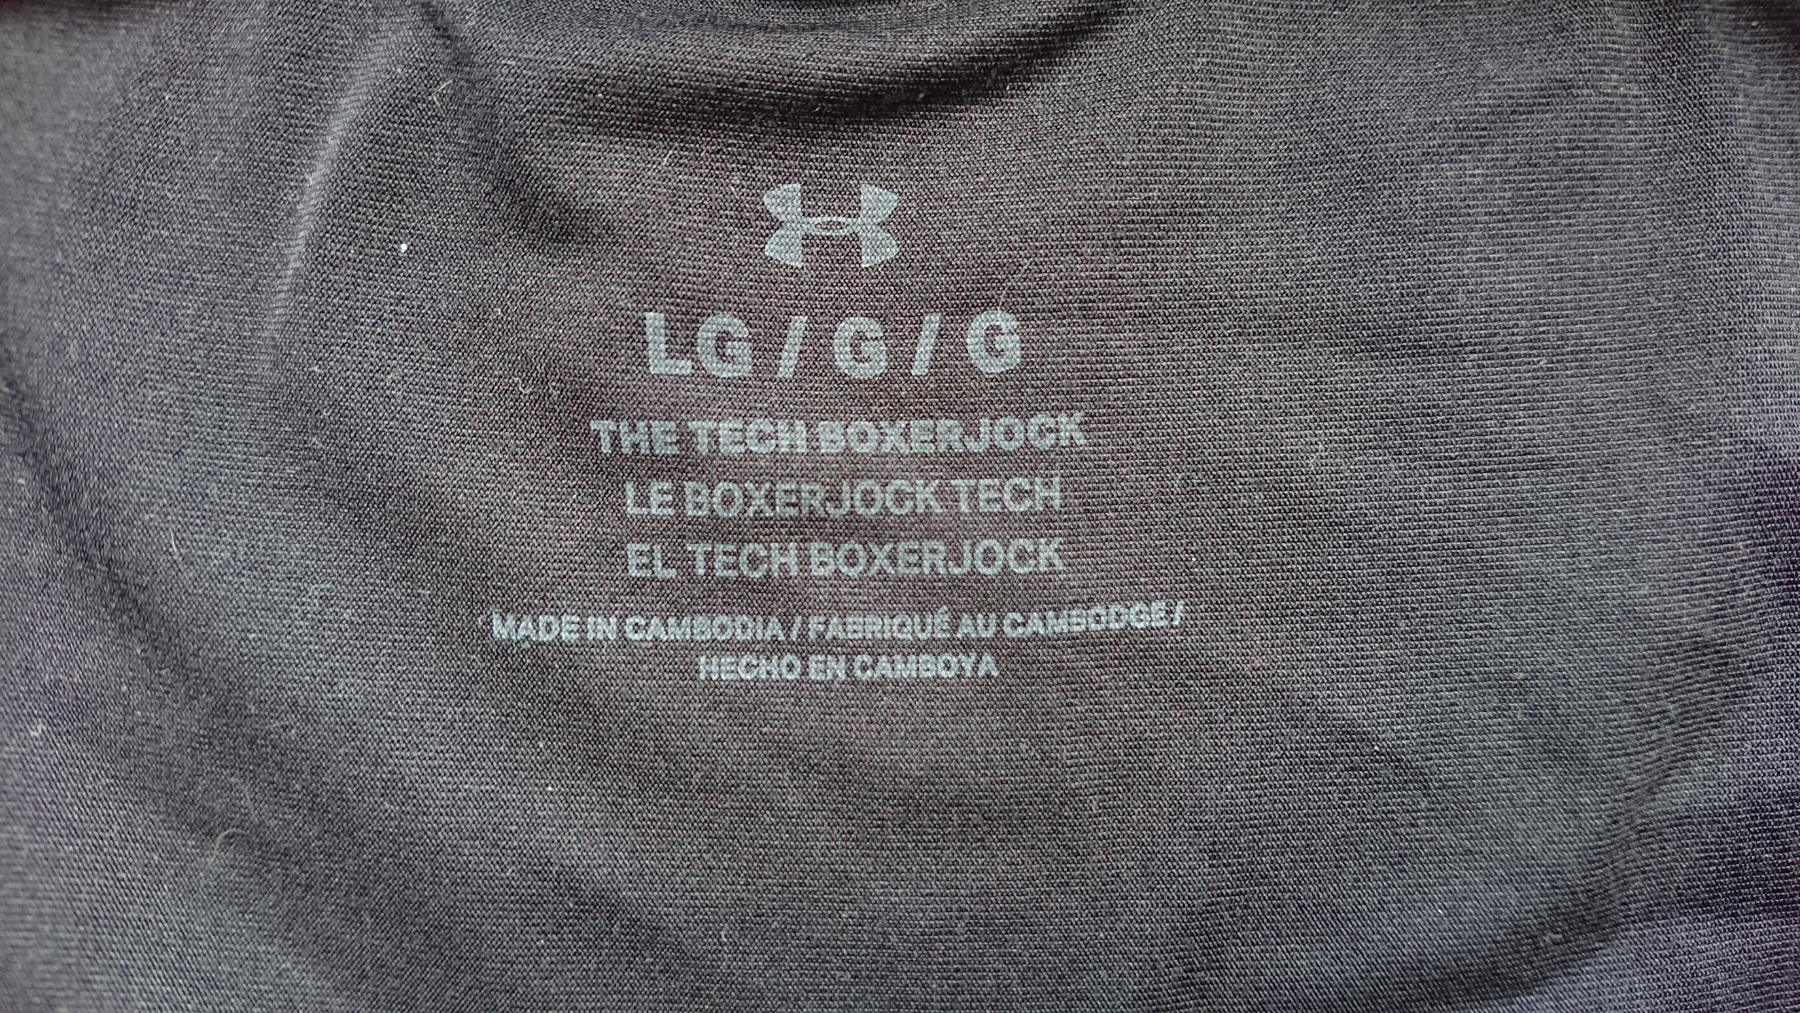 LG / G / G
THE TECH BOXERJOCK
LE BOXERJOCK TECH
EL TECH BOXERJOCK
MADE IN CAMBODIA / FABRIQUÉ AU CAMBODGE /
HECHO EN CAMBOYA